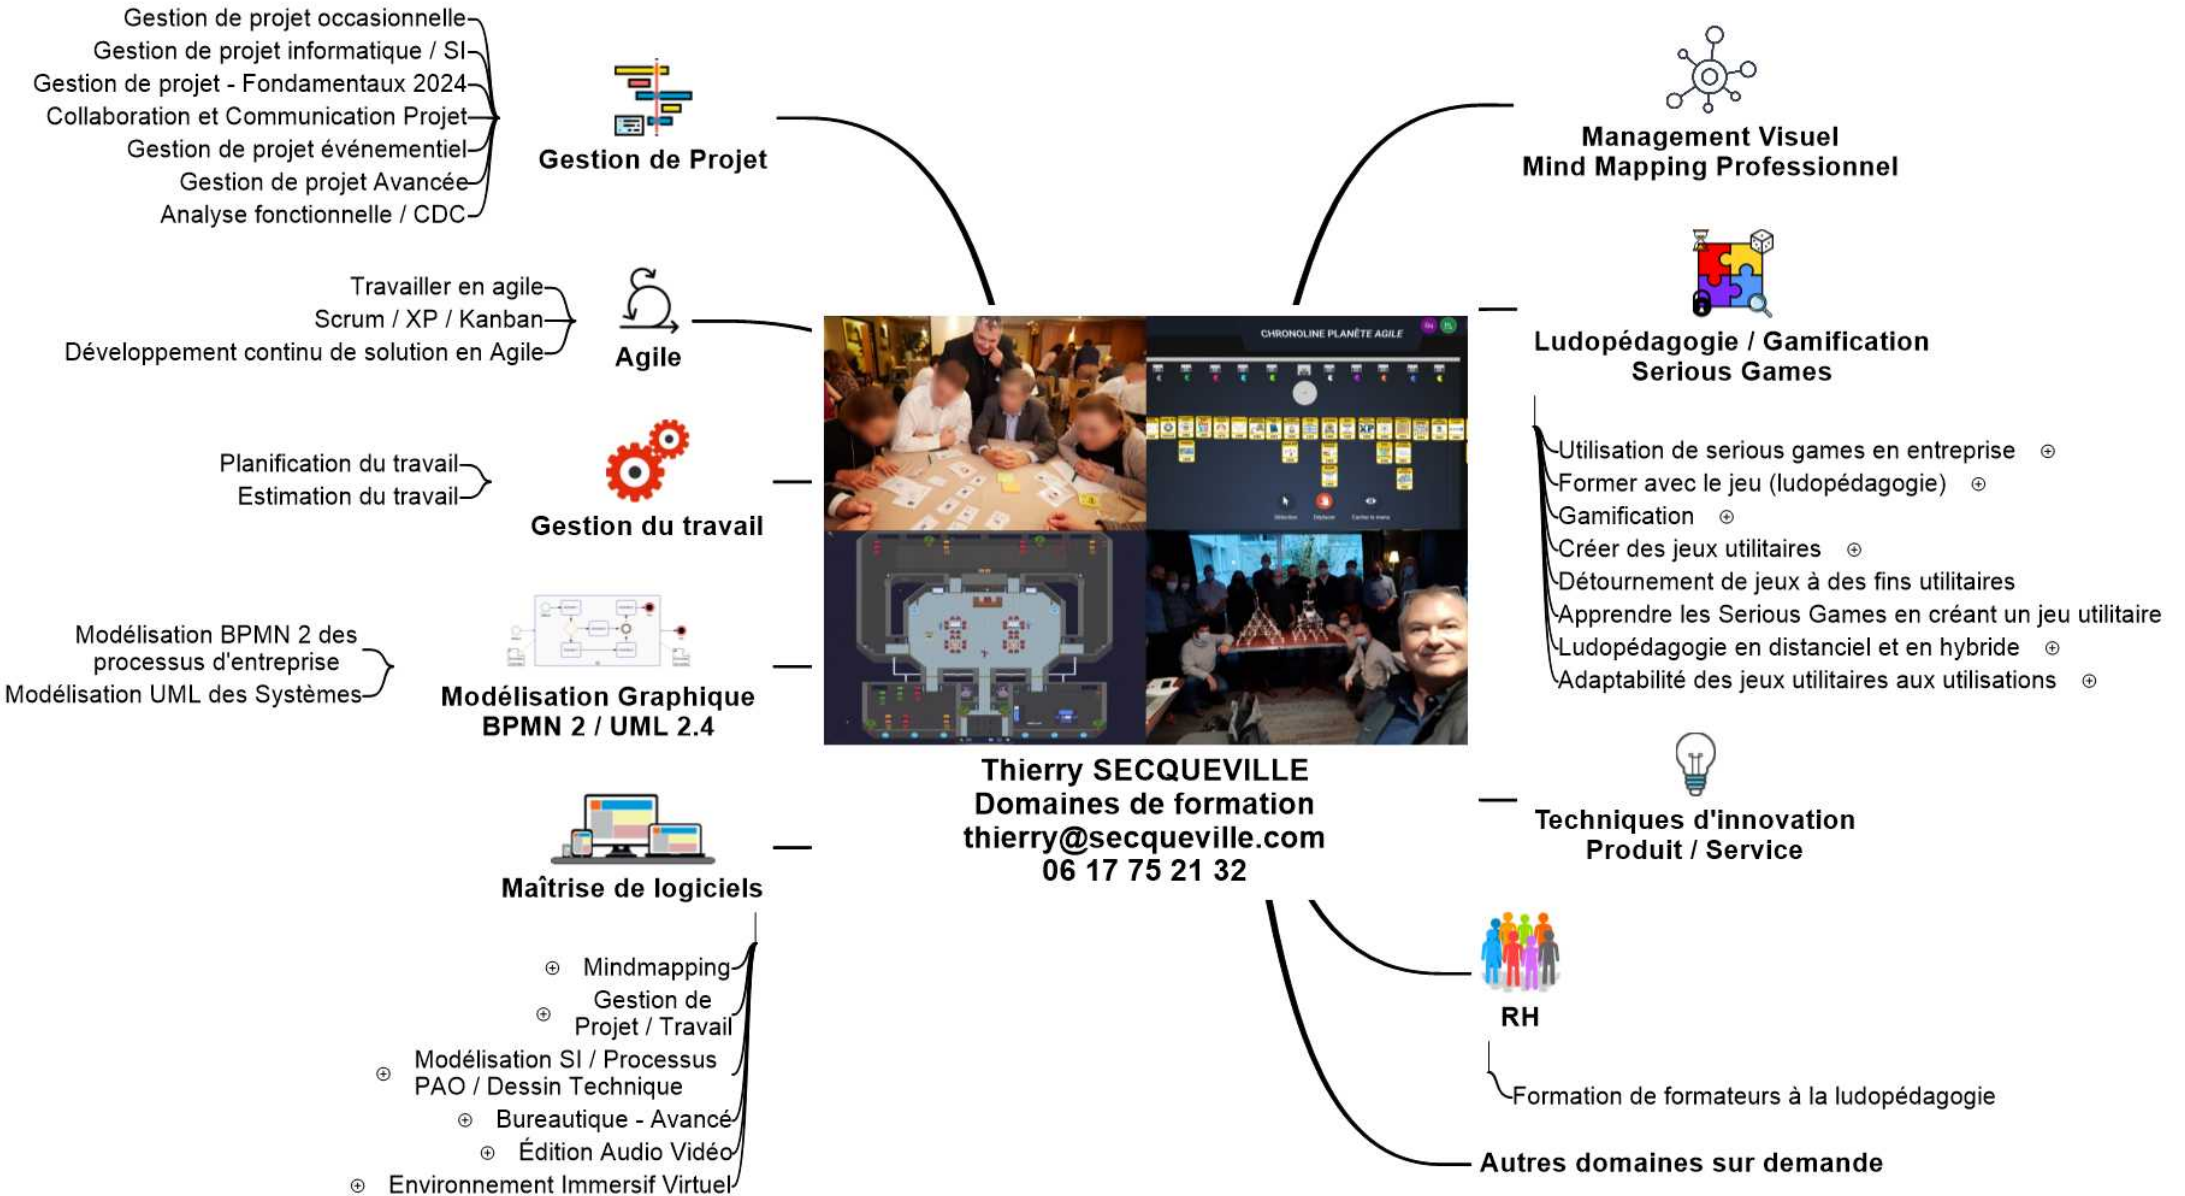 Gestion de projet occasionnelle
Gestion de projet informatique / SI
Gestion de projet - Fondamentaux 2024
Collaboration et Communication Projet
Gestion de projet événementiel
Gestion de projet Avancée
Analyse fonctionnelle / CDC
Gestion de Projet
Travailler en agile
Scrum / XP / Kanban
Développement continu de solution en Agile
Agile
Planification du travail
Estimation du travail
Gestion du travail
Modélisation BPMN 2 des
processus d'entreprise
Modélisation UML des Systèmes
Modélisation Graphique
BPMN 2 / UML 2.4
Maîtrise de logiciels
Mindmapping
Gestion de
Projet / Travail
Modélisation SI / Processus
PAO / Dessin Technique
Bureautique - Avancé
Édition Audio Vidéo
Environnement Immersif Virtuel
CHRONOLINE PLANÈTE AGILE
XP
Sélection
Déplacer
Cacher le menu
Thierry SECQUEVILLE
Domaines de formation
thierry@secqueville.com
06 17 75 21 32
Management Visuel
Mind Mapping Professionnel
Ludopédagogie / Gamification
Serious Games
Utilisation de serious games en entreprise
Former avec le jeu (ludopédagogie)
Gamification
Créer des jeux utilitaires
Détournement de jeux à des fins utilitaires
Apprendre les Serious Games en créant un jeu utilitaire
Ludopédagogie en distanciel et en hybride
Adaptabilité des jeux utilitaires aux utilisations
Techniques d'innovation
Produit / Service
RH
Formation de formateurs à la ludopédagogie
Autres domaines sur demande